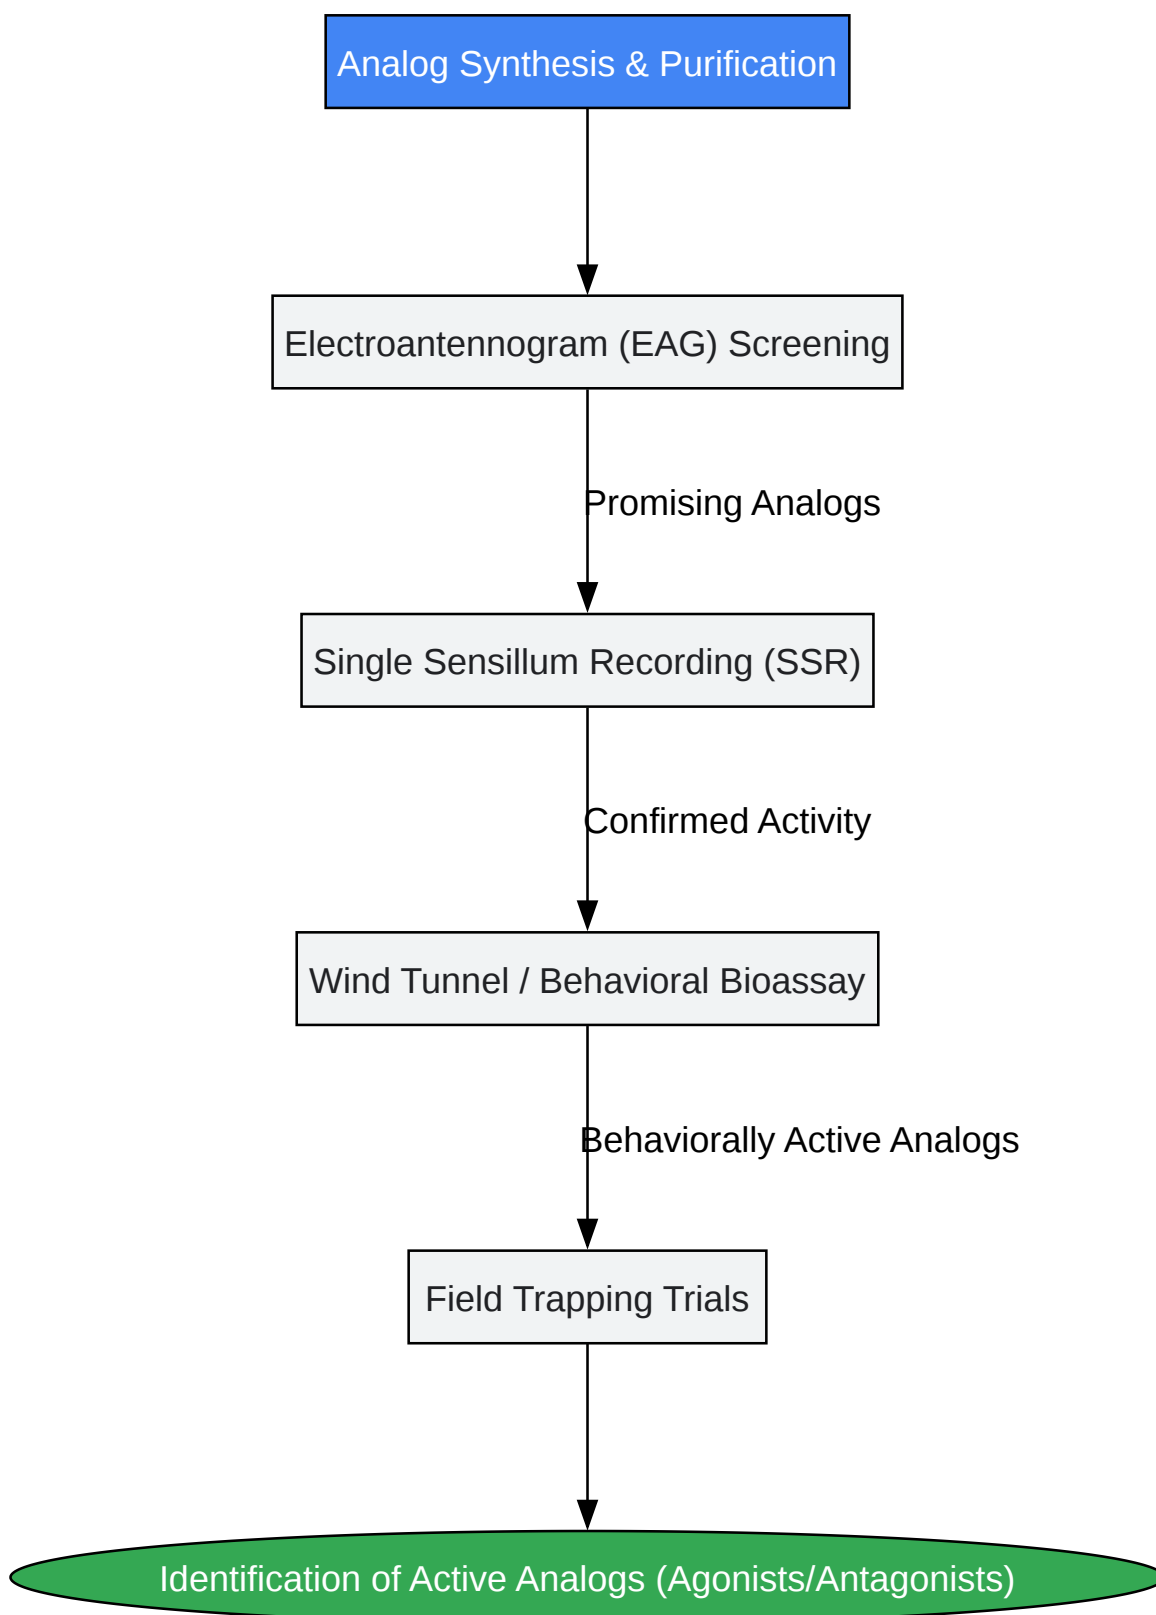 Analog Synthesis & Purification
Electroantennogram (EAG) Screening
Promising Analogs
Single Sensillum Recording (SSR)
Confirmed Activity
Wind Tunnel / Behavioral Bioassay
Behaviorally Active Analogs
Field Trapping Trials
Identification of Active Analogs (Agonists/Antagonists)